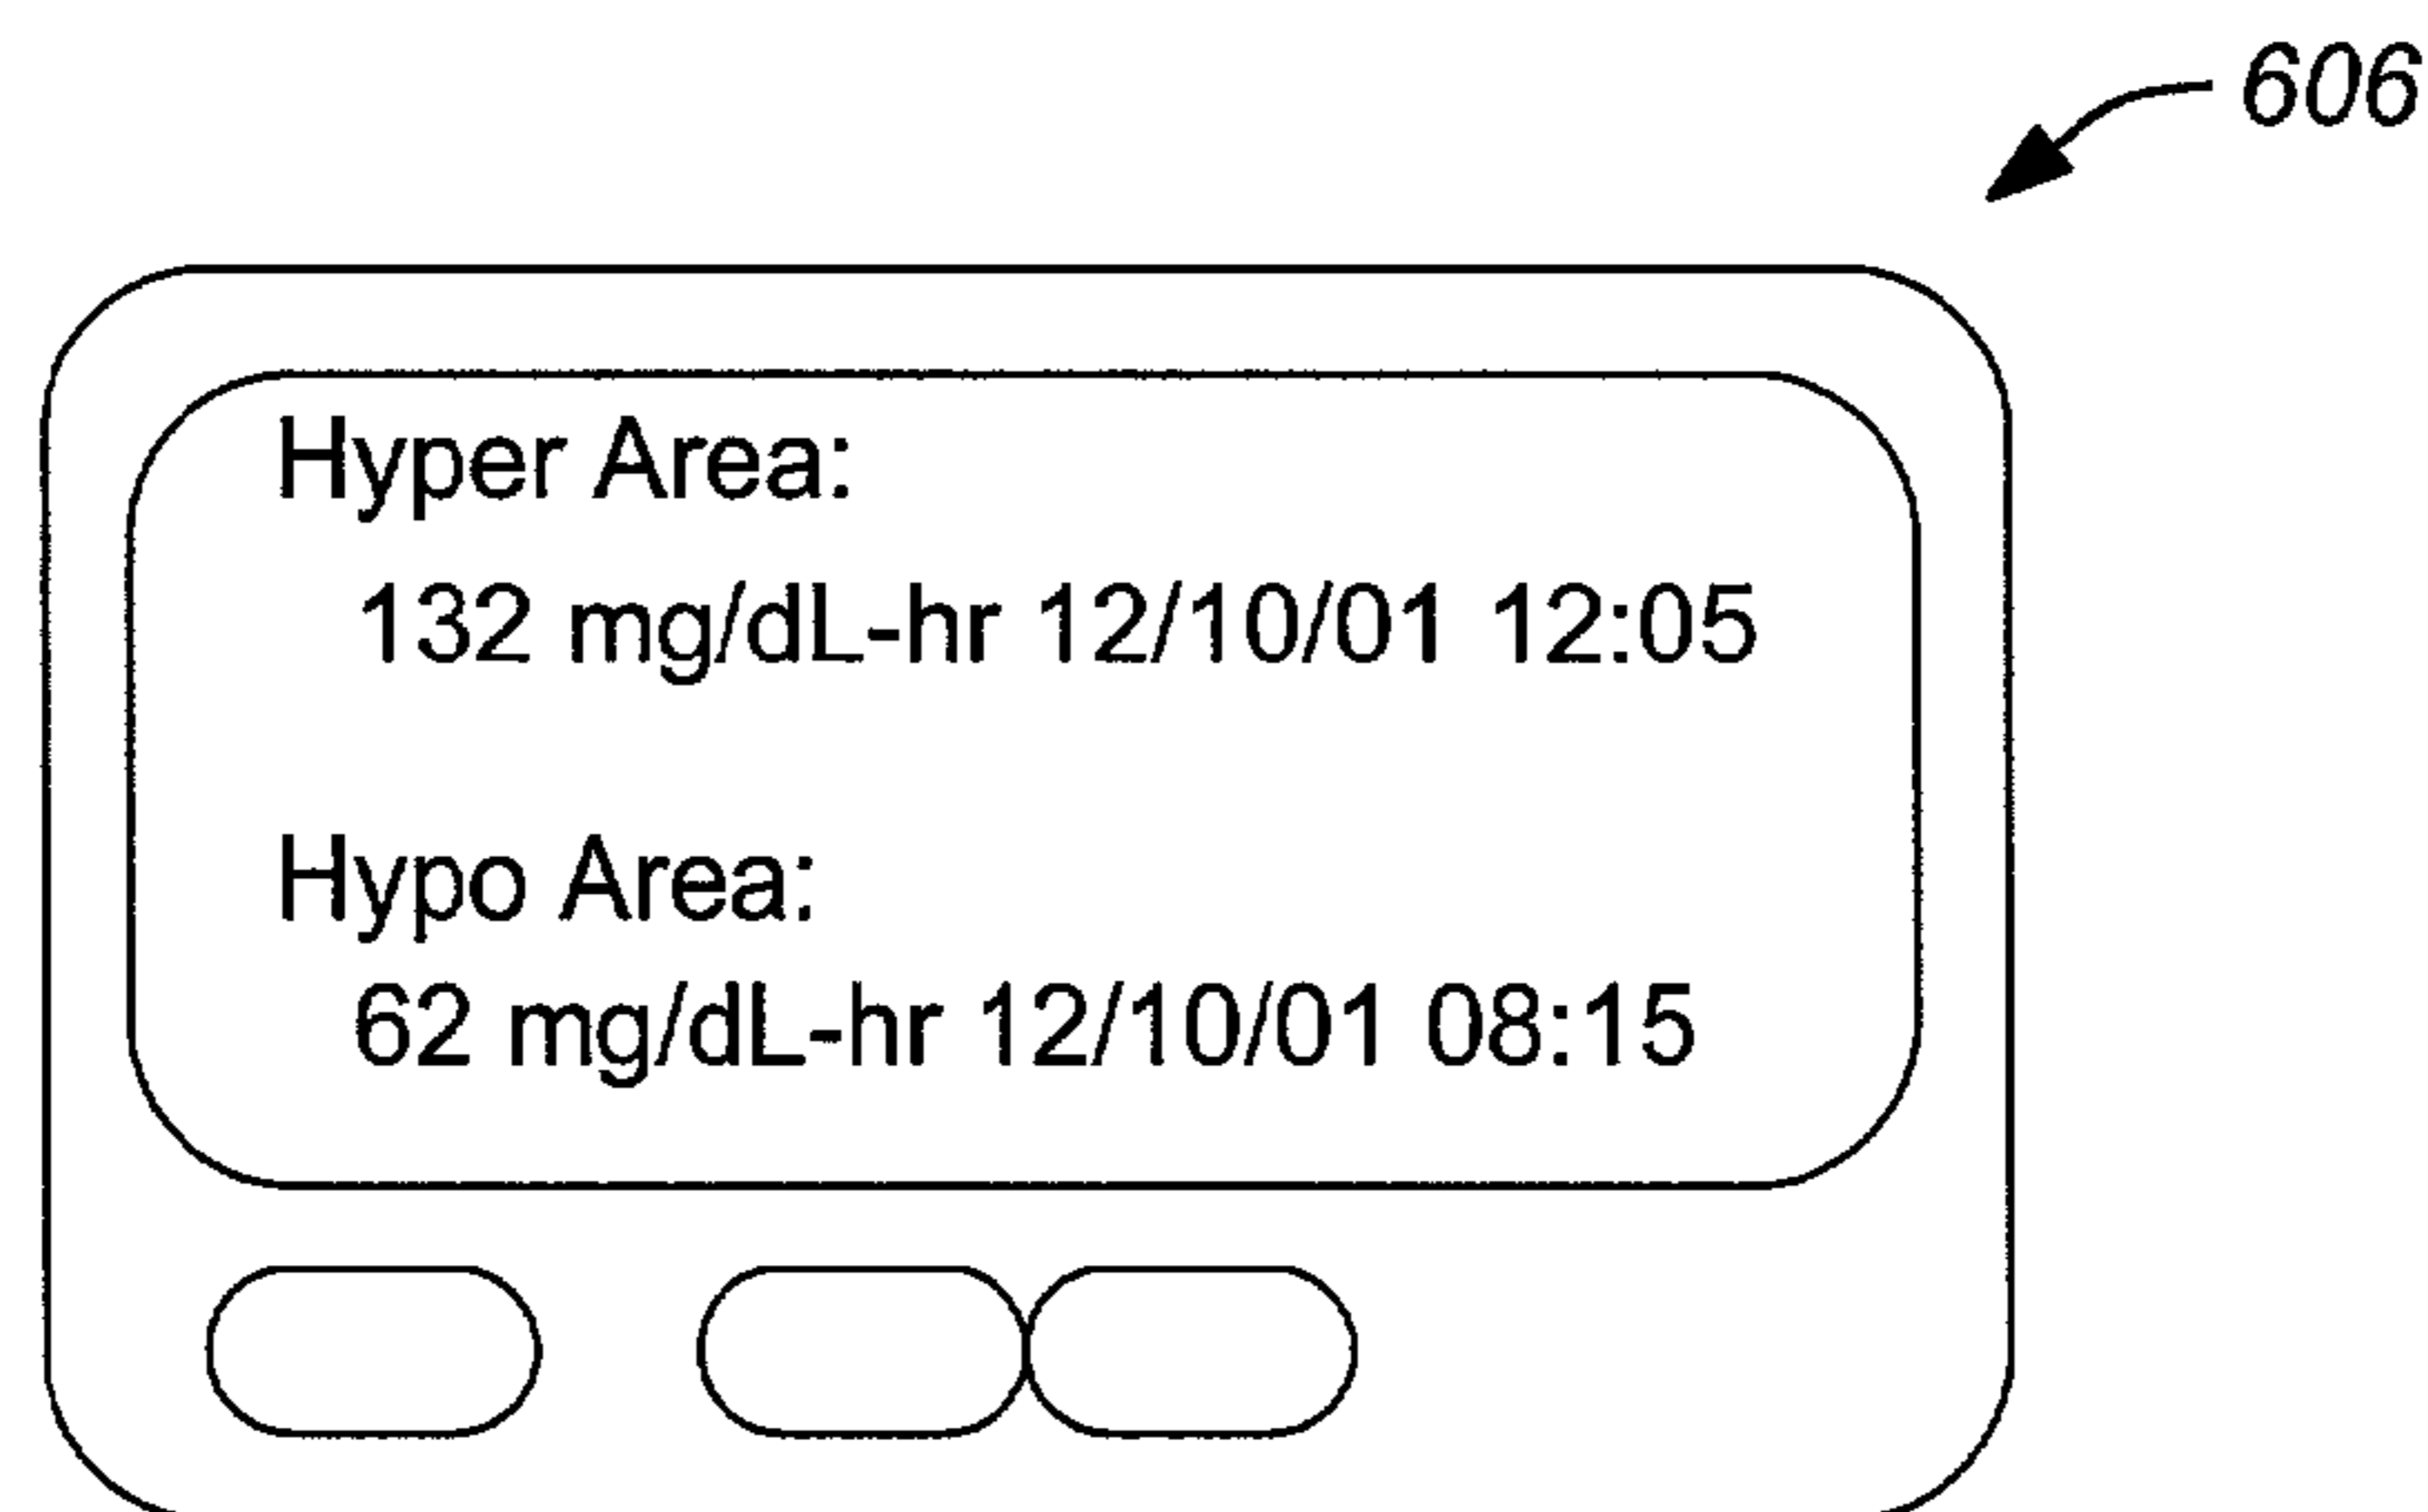 606
Hyper Area:
132 mg/dL-hr 12/10/01 12:05
Hypo Area:
62 mg/dL-hr 12/10/01 08:15